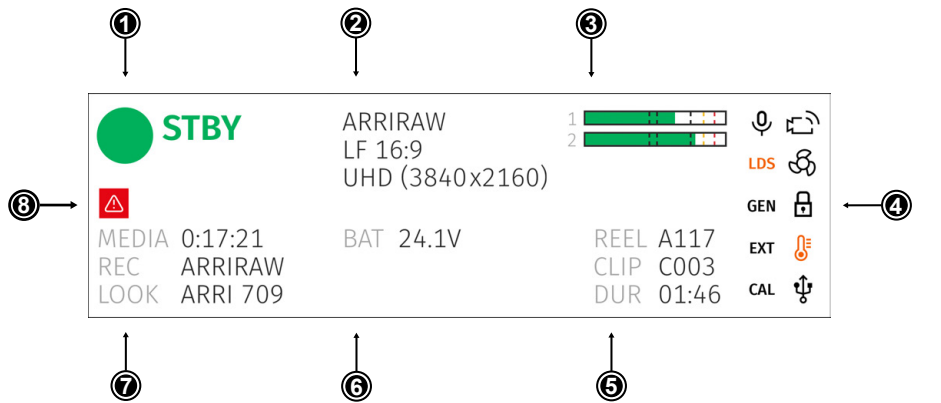 1 2 3
STBY
ARRIRAW
LF 16:9
UHD (3840x2160)
1
2
LDS
GEN
EXT
CAL
8
4
MEDIA 0:17:21
REC ARRIRAW
LOOK ARRI 709
BAT 24.1V
REEL A117
CLIP C003
DUR 01:46
7 6 5